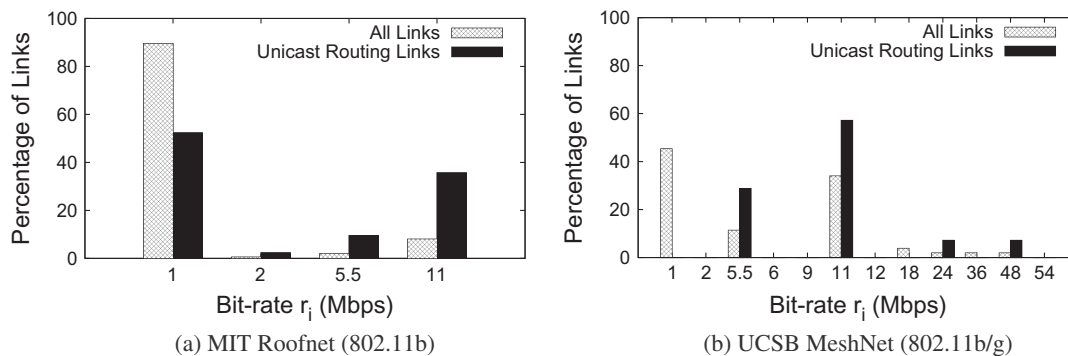 100
80
60
40
20
0
Percentage of Links
All Links
Unicast Routing Links
1 2 5.5 11
Bit-rate r_i (Mbps)
(a) MIT Roofnet (802.11b)
100
80
60
40
20
0
Percentage of Links
All Links
Unicast Routing Links
1 2 5.5 6 9 11 12 18 24 36 48 54
Bit-rate r_i (Mbps)
(b) UCSB MeshNet (802.11b/g)